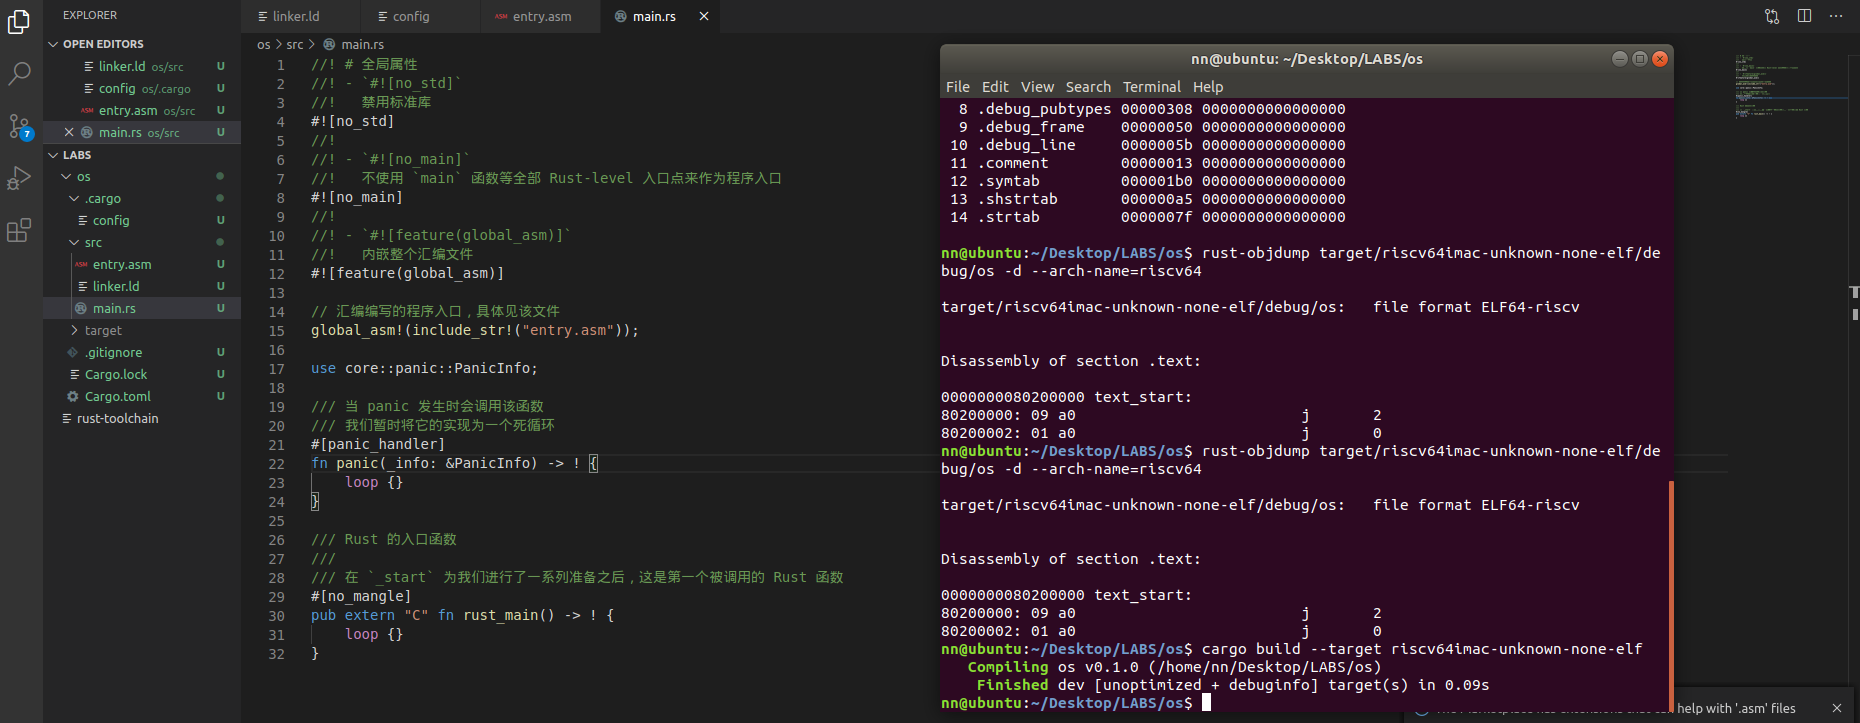 EXPLORER
OPEN EDITORS
linker.ld os/src U
config os/.cargo U
ASM entry.asm os/src U
main.rs os/src U
7
LABS
os
.cargo
config U
src
ASM entry.asm U
linker.ld U
main.rs U
target
.gitignore U
Cargo.lock U
Cargo.toml U
rust-toolchain
linker.ld config ASM entry.asm main.rs
os > src > main.rs
1 //! # 全局属性
2 //! - `#![no_std]`
3 //!   禁用标准库
4 #![no_std]
5 //!
6 //! - `#![no_main]`
7 //!   不使用 `main` 函数等全部 Rust-level 入口点来作为程序入口
8 #![no_main]
9 //!
10 //! - `#![feature(global_asm)]`
11 //!   内嵌整个汇编文件
12 #![feature(global_asm)]
13
14 // 汇编编写的程序入口，具体见该文件
15 global_asm!(include_str!("entry.asm"));
16
17 use core::panic::PanicInfo;
18
19 /// 当 panic 发生时会调用该函数
20 /// 我们暂时将它的实现为一个死循环
21 #[panic_handler]
22 fn panic(_info: &PanicInfo) -> ! {
23     loop {}
24 }
25
26 /// Rust 的入口函数
27 ///
28 /// 在 `_start` 为我们进行了一系列准备之后，这是第一个被调用的 Rust 函数
29 #[no_mangle]
30 pub extern "C" fn rust_main() -> ! {
31     loop {}
32 }
nn@ubuntu: ~/Desktop/LABS/os
File Edit View Search Terminal Help
8 .debug_pubtypes 00000308 0000000000000000
9 .debug_frame    00000050 0000000000000000
10 .debug_line     0000005b 0000000000000000
11 .comment        00000013 0000000000000000
12 .symtab         000001b0 0000000000000000
13 .shstrtab       000000a5 0000000000000000
14 .strtab         0000007f 0000000000000000
nn@ubuntu:~/Desktop/LABS/os$ rust-objdump target/riscv64imac-unknown-none-elf/de
bug/os -d --arch-name=riscv64
target/riscv64imac-unknown-none-elf/debug/os:   file format ELF64-riscv
Disassembly of section .text:
0000000080200000 text_start:
80200000: 09 a0 j 2
80200002: 01 a0 j 0
nn@ubuntu:~/Desktop/LABS/os$ rust-objdump target/riscv64imac-unknown-none-elf/de
bug/os -d --arch-name=riscv64
target/riscv64imac-unknown-none-elf/debug/os:   file format ELF64-riscv
Disassembly of section .text:
0000000080200000 text_start:
80200000: 09 a0 j 2
80200002: 01 a0 j 0
nn@ubuntu:~/Desktop/LABS/os$ cargo build --target riscv64imac-unknown-none-elf
Compiling os v0.1.0 (/home/nn/Desktop/LABS/os)
Finished dev [unoptimized + debuginfo] target(s) in 0.09s
nn@ubuntu:~/Desktop/LABS/os$
help with '.asm' files